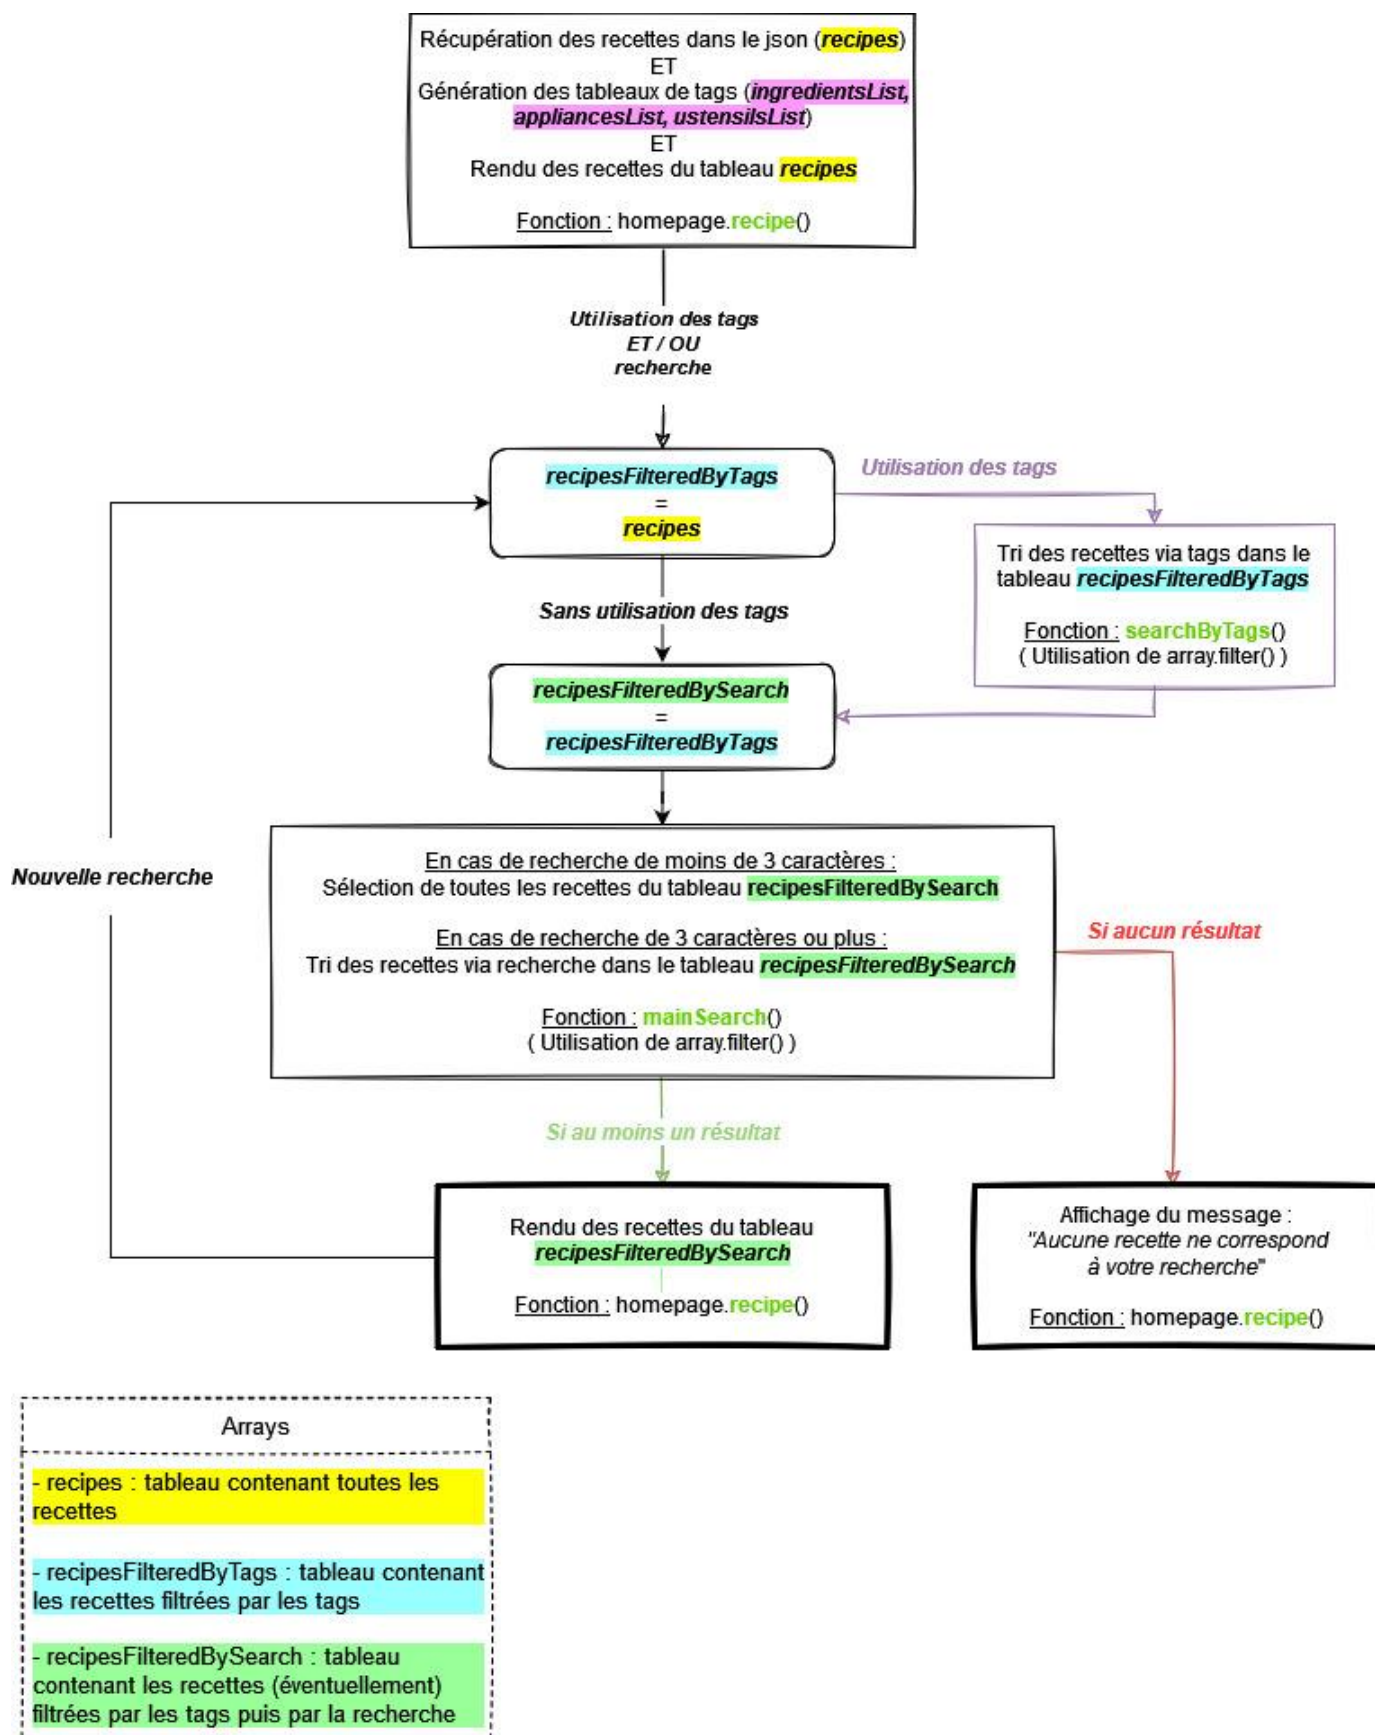 Récupération des recettes dans le json (recipes)
ET
Génération des tableaux de tags (ingredientsList,
appliancesList, ustensilsList)
ET
Rendu des recettes du tableau recipes
Fonction : homepage.recipe()
Utilisation des tags
ET / OU
recherche
recipesFilteredByTags
=
recipes
Utilisation des tags
Tri des recettes via tags dans le
tableau recipesFilteredByTags
Fonction : searchByTags()
( Utilisation de array.filter() )
Sans utilisation des tags
recipesFilteredBySearch
=
recipesFilteredByTags
Nouvelle recherche
En cas de recherche de moins de 3 caractères :
Sélection de toutes les recettes du tableau recipesFilteredBySearch
En cas de recherche de 3 caractères ou plus :
Tri des recettes via recherche dans le tableau recipesFilteredBySearch
Fonction : mainSearch()
( Utilisation de array.filter() )
Si aucun résultat
Si au moins un résultat
Rendu des recettes du tableau
recipesFilteredBySearch
Fonction : homepage.recipe()
Affichage du message :
"Aucune recette ne correspond
à votre recherche"
Fonction : homepage.recipe()
Arrays
- recipes : tableau contenant toutes les
recettes
- recipesFilteredByTags : tableau contenant
les recettes filtrées par les tags
- recipesFilteredBySearch : tableau
contenant les recettes (éventuellement)
filtrées par les tags puis par la recherche